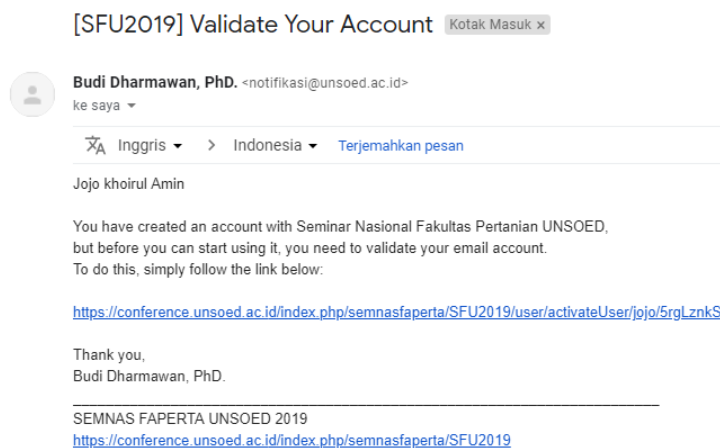 [SFU2019] Validate Your Account Kotak Masuk ×
Budi Dharmawan, PhD. <notifikasi@unsoed.ac.id>
ke saya
Inggris > Indonesia Terjemahkan pesan
Jojo khoirul Amin
You have created an account with Seminar Nasional Fakultas Pertanian UNSOED,
but before you can start using it, you need to validate your email account.
To do this, simply follow the link below:
https://conference.unsoed.ac.id/index.php/semnasfaperta/SFU2019/user/activateUser/jojo/5rgLznkS
Thank you,
Budi Dharmawan, PhD.
SEMNAS FAPERTA UNSOED 2019
https://conference.unsoed.ac.id/index.php/semnasfaperta/SFU2019